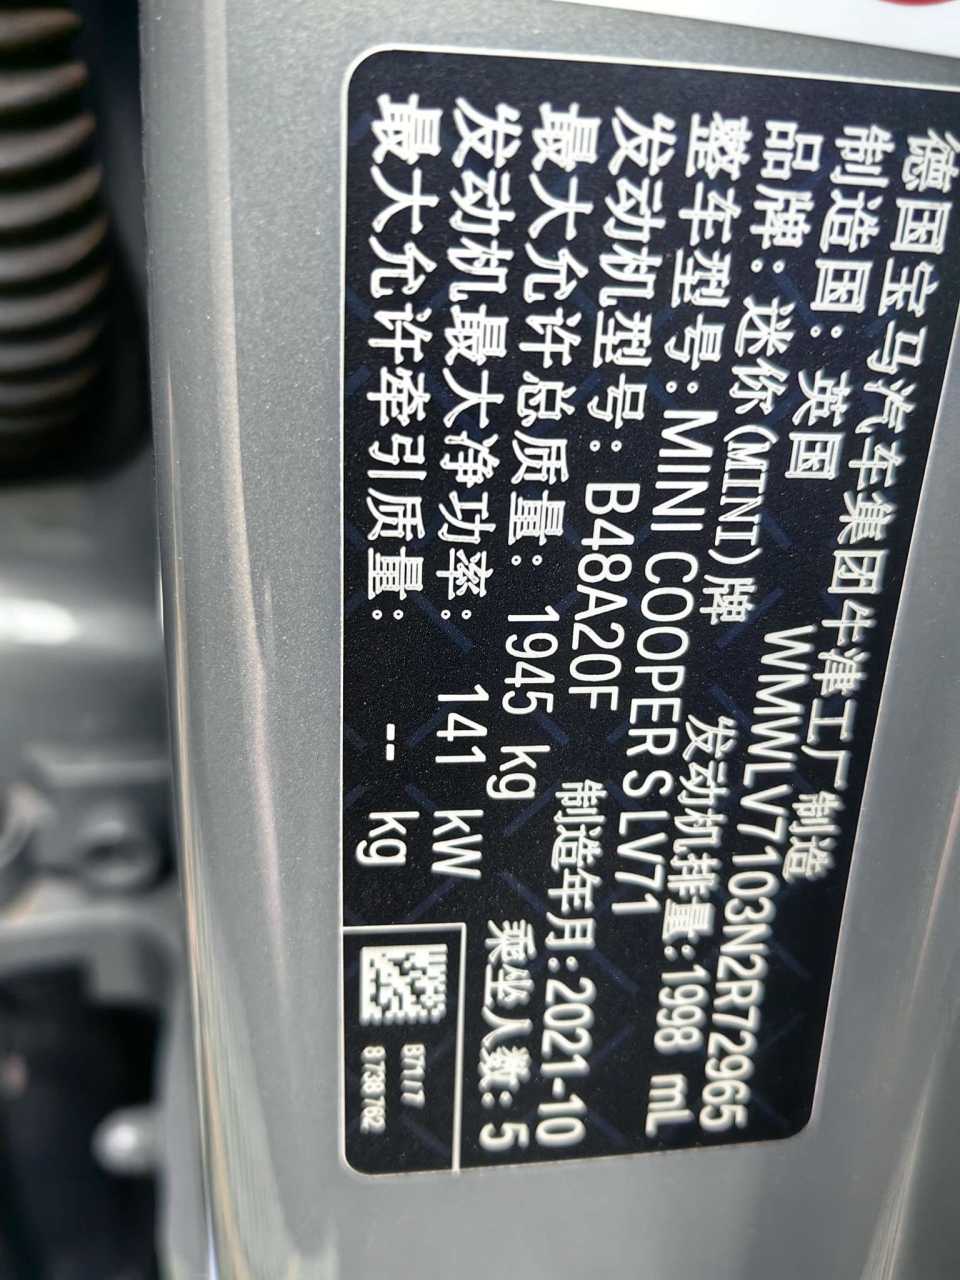 德国宝马汽车集团牛津工厂制造
制造国：英国 WMWLV7103N2R72965
品牌：迷你(MINI)牌 发动机排量：1998 mL
整车型号：MINI COOPER S LV71
发动机型号：B48A20F 制造年月：2021-10
最大允许总质量：1945 kg 乘坐人数：5
发动机最大净功率：141 kW
最大允许牵引质量：-- kg
8 738 762